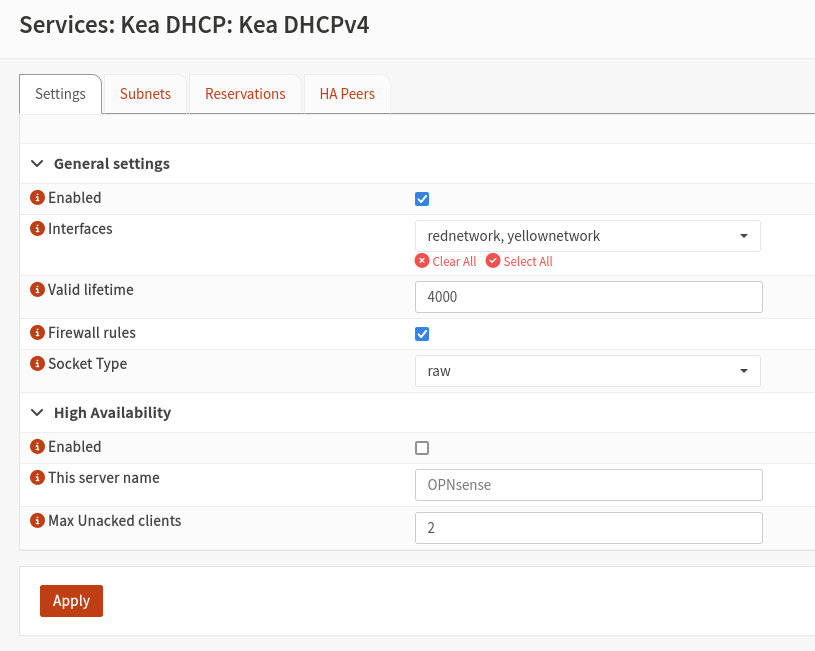 Services: Kea DHCP: Kea DHCPv4
Settings Subnets Reservations HA Peers
General settings
Enabled
Interfaces rednetwork, yellownetwork
Clear All Select All
Valid lifetime 4000
Firewall rules
Socket Type raw
High Availability
Enabled
This server name OPNsense
Max Unacked clients 2
Apply